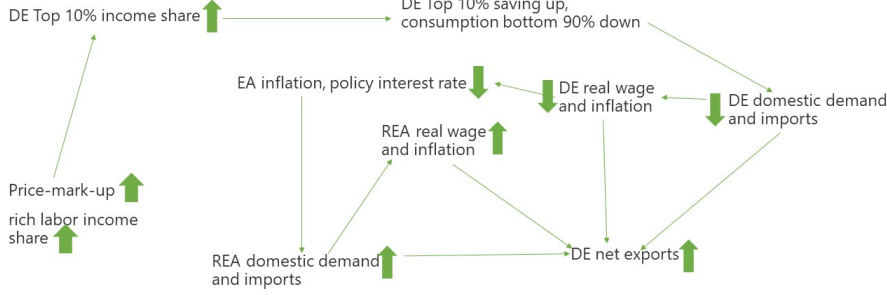 DE Top 10% saving up,
DE Top 10% income share
consumption bottom 90% down
EA inflation, policy interest rate
DE real wage
and inflation
DE domestic demand
and imports
REA real wage
and inflation
Price-mark-up
rich labor income
share
REA domestic demand
and imports
DE net exports